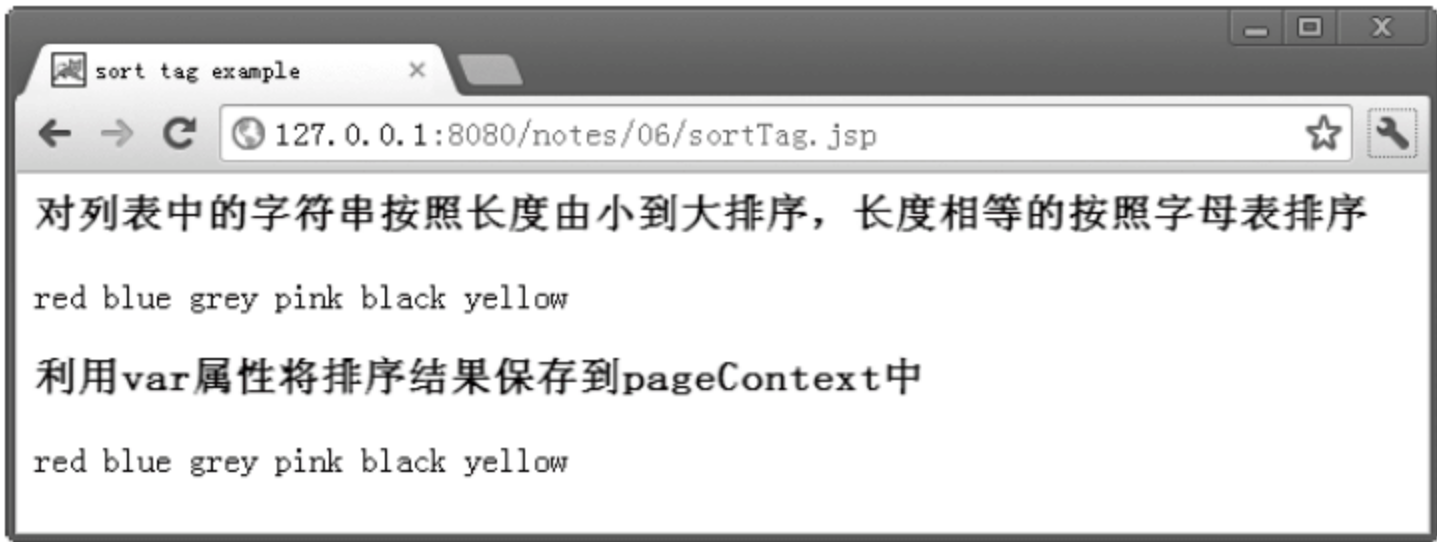 sort tag example
127.0.0.1:8080/notes/06/sortTag.jsp
对列表中的字符串按照长度由小到大排序，长度相等的按照字母表排序
red blue grey pink black yellow
利用var属性将排序结果保存到pageContext中
red blue grey pink black yellow